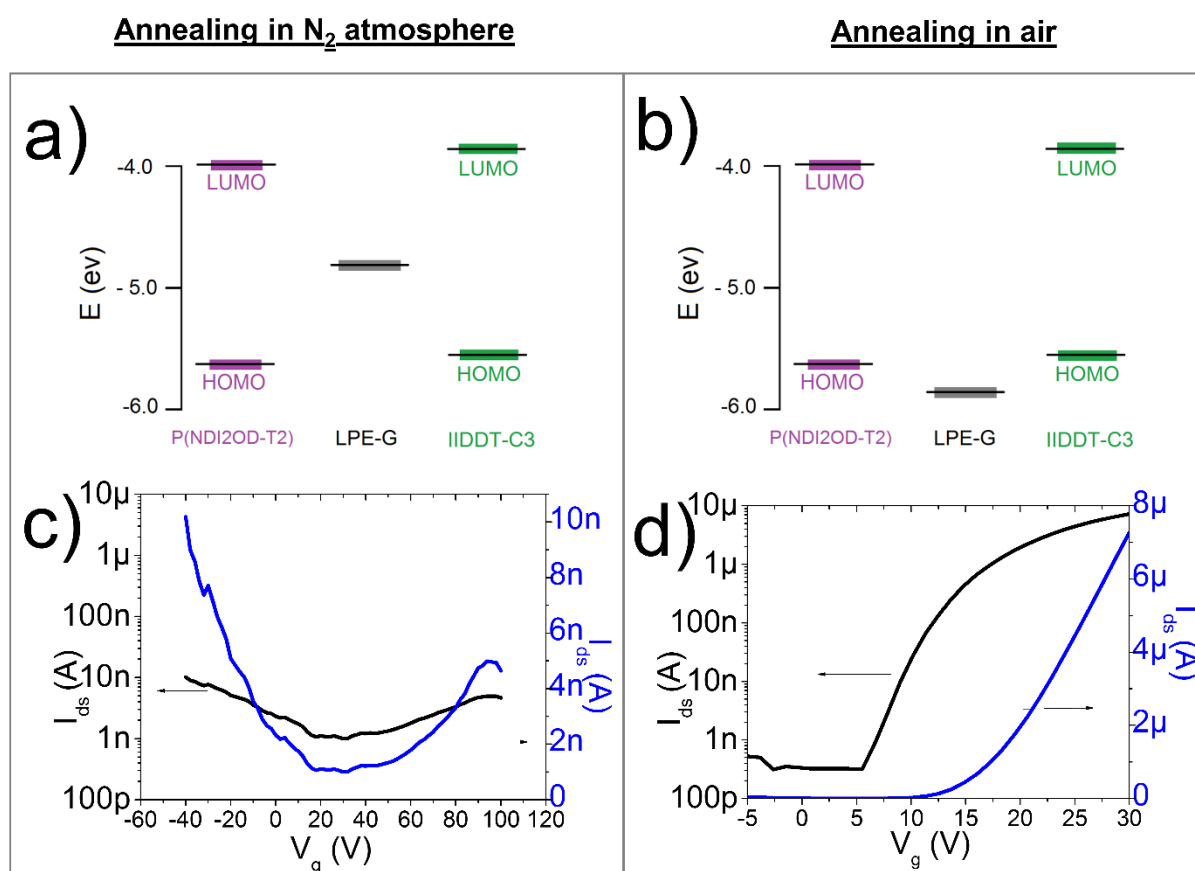 Annealing in N2 atmosphere
Annealing in air
a)
-4.0
- 5.0
-6.0
E (ev)
LUMO
HOMO
LUMO
HOMO
P(NDI2OD-T2)
LPE-G
IIDDT-C3
b)
-4.0
- 5.0
-6.0
E (ev)
LUMO
HOMO
LUMO
HOMO
P(NDI2OD-T2)
LPE-G
IIDDT-C3
c)
10µ
1µ
100n
10n
1n
100p
Ids (A)
10n
8n
6n
4n
2n
0
Ids (A)
-60 -40 -20 0 20 40 60 80 100 120
Vg (V)
d)
10µ
1µ
100n
10n
1n
100p
Ids (A)
8µ
6µ
4µ
2µ
0
Ids (A)
-5 0 5 10 15 20 25 30
Vg (V)